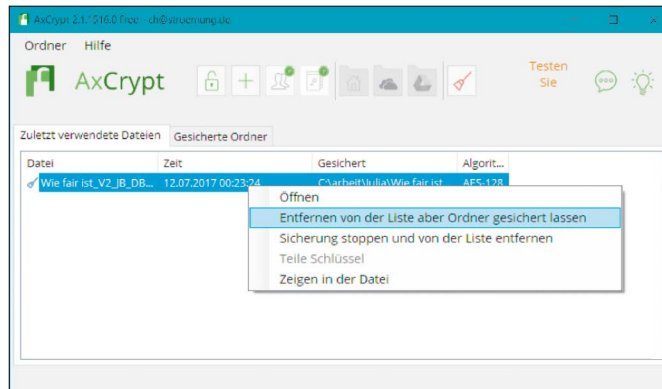 AxCrypt 2.1.1516.0 Free - ch@stroemung.de
Ordner Hilfe
AxCrypt
Testen
Sie
Zuletzt verwendete Dateien Gesicherte Ordner
Datei Zeit Gesichert Algorit...
Wie fair ist_V2_JB_DB... 12.07.2017 00:23:24 C:\arbeit\Julia\Wie fair ist AES-128
Öffnen
Entfernen von der Liste aber Ordner gesichert lassen
Sicherung stoppen und von der Liste entfernen
Teile Schlüssel
Zeigen in der Datei